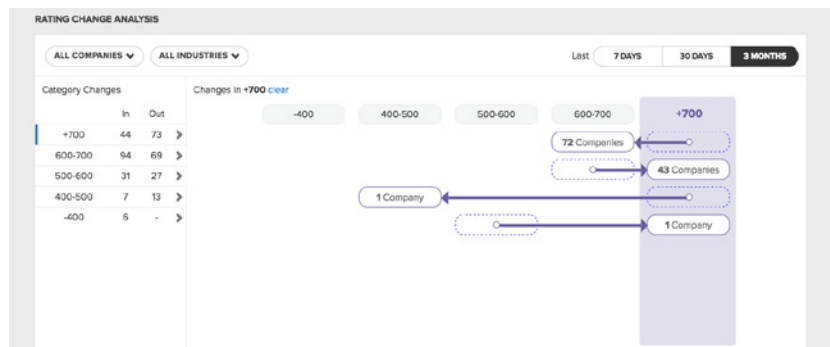 RATING CHANGE ANALYSIS
ALL COMPANIES ALL INDUSTRIES Last 7 DAYS 30 DAYS 3 MONTHS
Category Changes Changes in +700 clear
In Out -400 400-500 500-600 600-700 +700
+700 44 73
72 Companies
600-700 94 69
43 Companies
500-600 31 27
400-500 7 13
1 Company
-400 6 -
1 Company